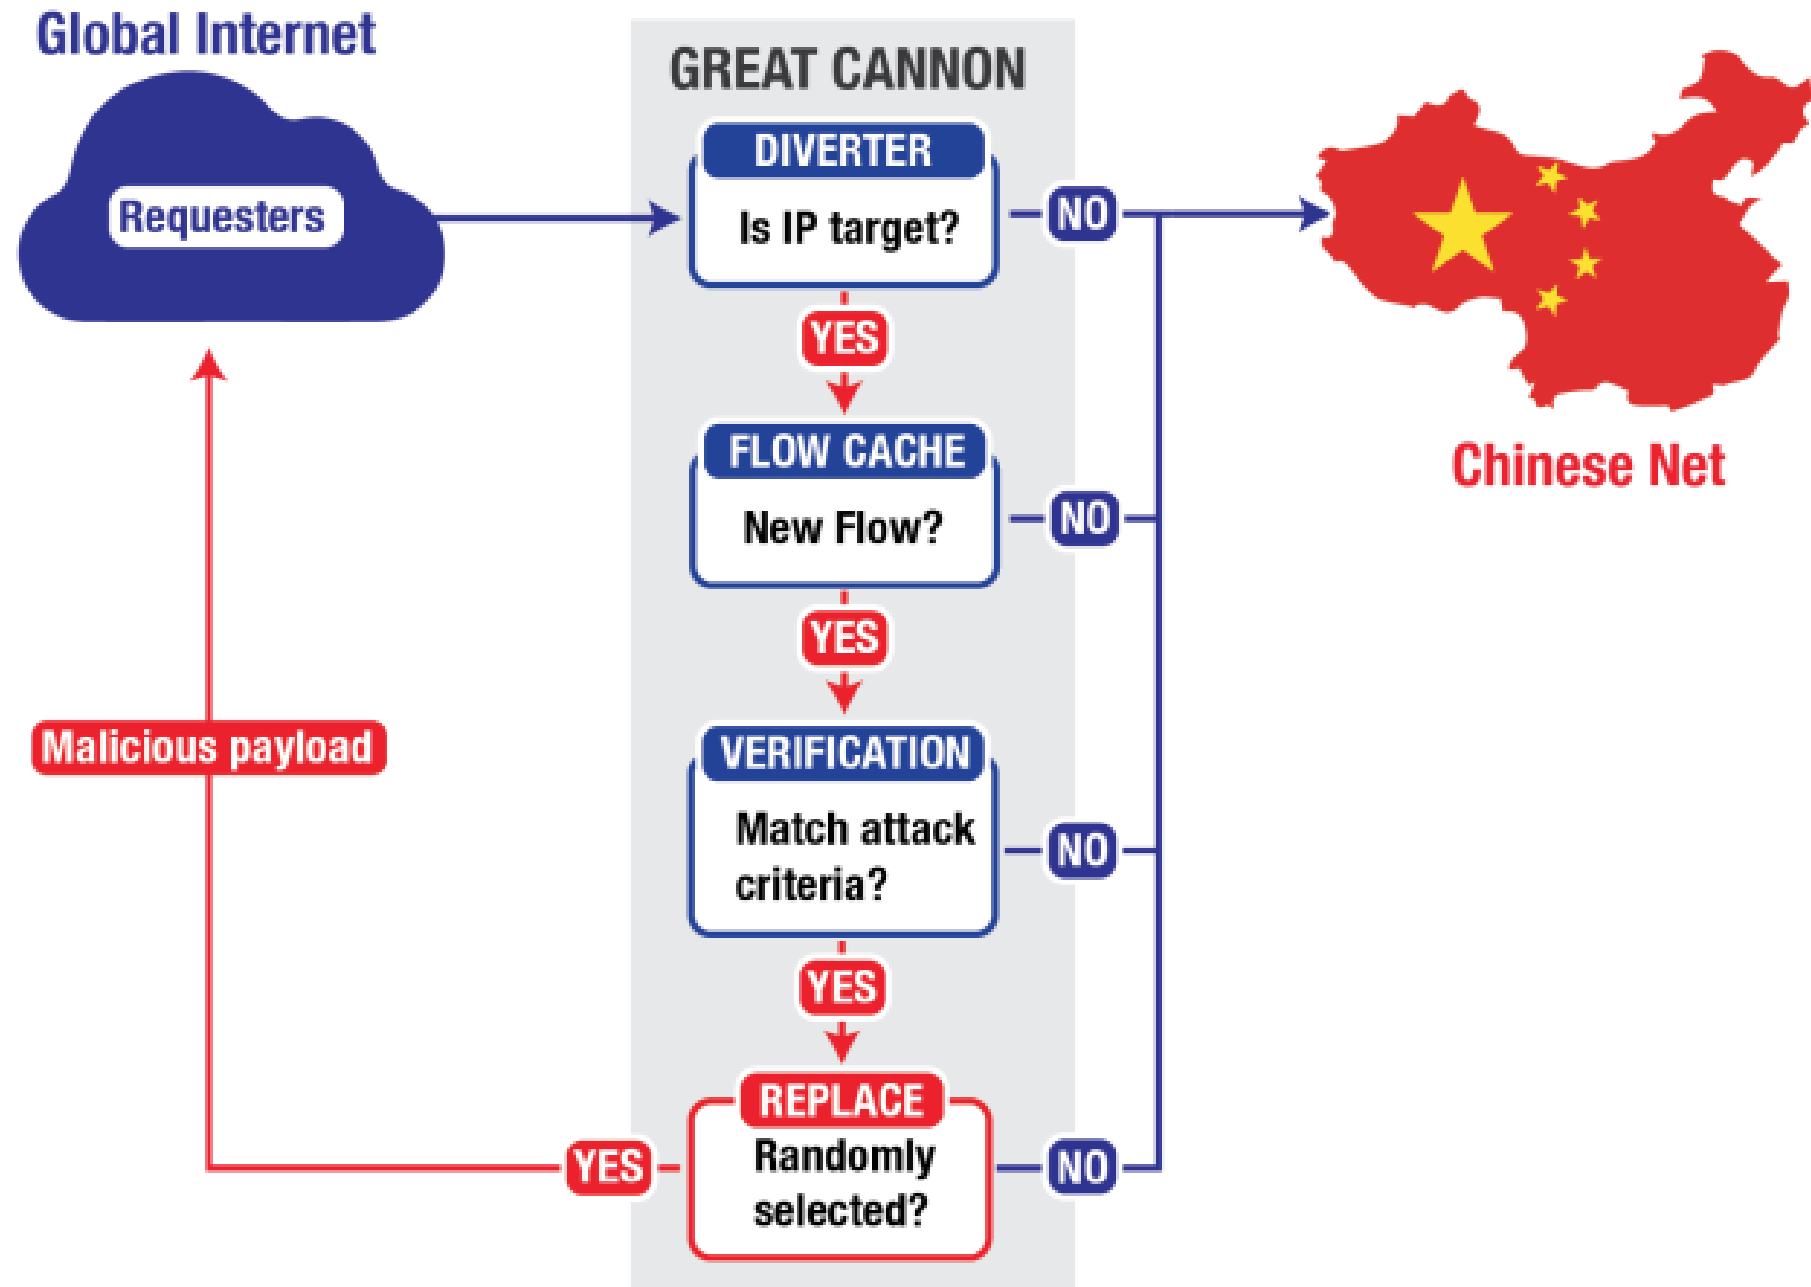 Global Internet
GREAT CANNON
Requesters
DIVERTER
Is IP target?
NO
YES
FLOW CACHE
New Flow?
NO
Chinese Net
YES
Malicious payload
VERIFICATION
Match attack
criteria?
NO
YES
REPLACE
Randomly
selected?
YES
NO